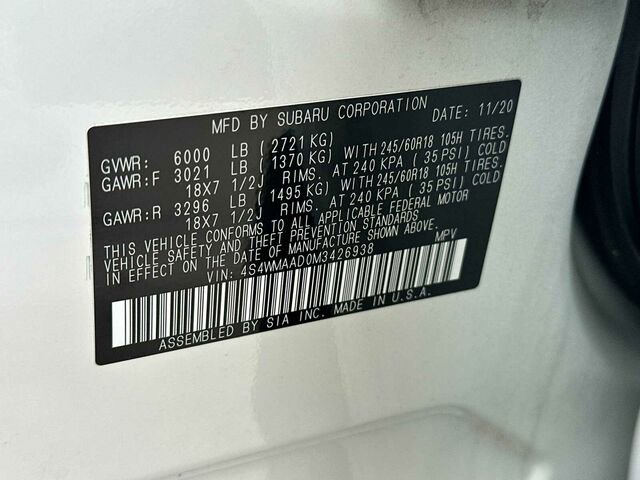 MFD BY SUBARU CORPORATION DATE: 11/20
GVWR: 6000 LB (2721 KG)
GAWR:F 3021 LB (1370 KG) WITH 245/60R18 105H TIRES.
18X7 1/2J RIMS. AT 240 KPA (35 PSI) COLD
GAWR:R 3296 LB (1495 KG) WITH 245/60R18 105H TIRES.
18X7 1/2J RIMS. AT 240 KPA (35 PSI) COLD
THIS VEHICLE CONFORMS TO ALL APPLICABLE FEDERAL MOTOR
VEHICLE SAFETY AND THEFT PREVENTION STANDARDS
IN EFFECT ON THE DATE OF MANUFACTURE SHOWN ABOVE.
VIN: 4S4WMAAD0M3426938 MPV
ASSEMBLED BY SIA INC. MADE IN U.S.A.